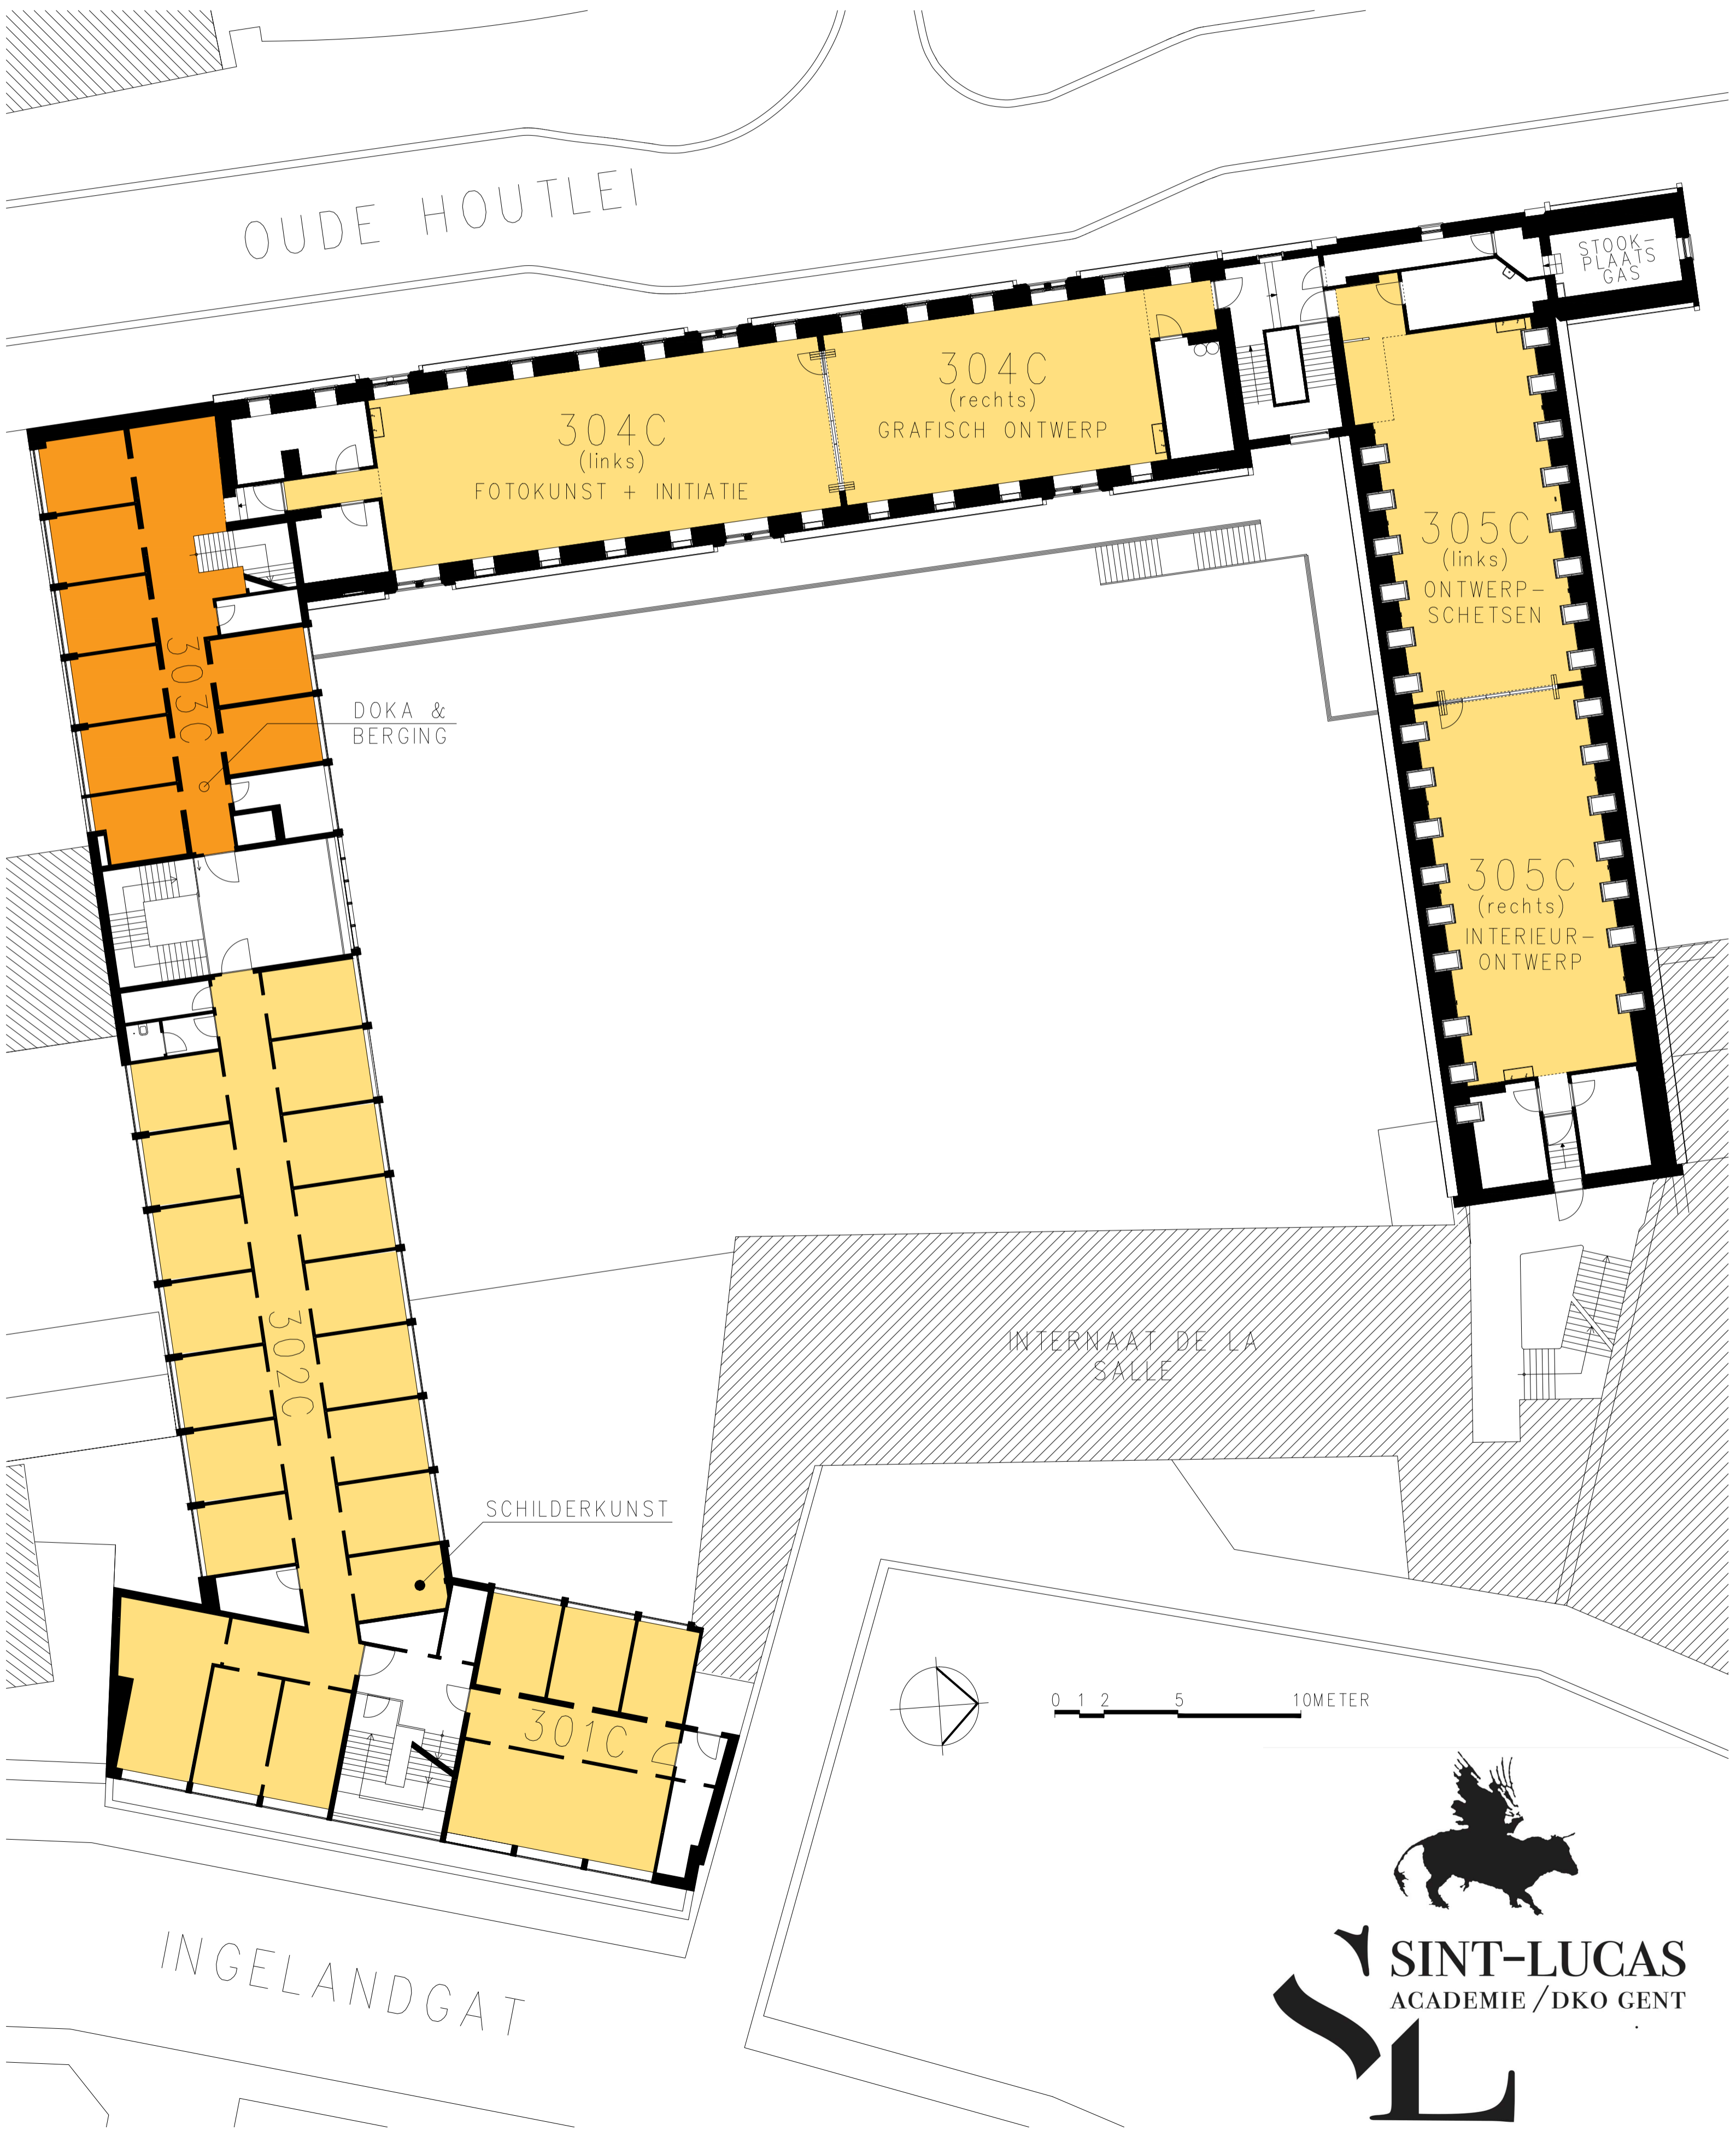 OUDE HOUTLEI
STOOK-
PLAATS
GAS
304C
(rechts)
GRAFISCH ONTWERP
304C
(links)
FOTOKUNST + INITIATIE
305C
(links)
ONTWERP-
SCHETSEN
303C
DOKA &
BERGING
305C
(rechts)
INTERIEUR-
ONTWERP
302C
INTERNAAT DE LA
SALLE
SCHILDERKUNST
301C
0 1 2 5 10METER
INGELANDGAT
SINT-LUCAS
ACADEMIE/DKO GENT
SL